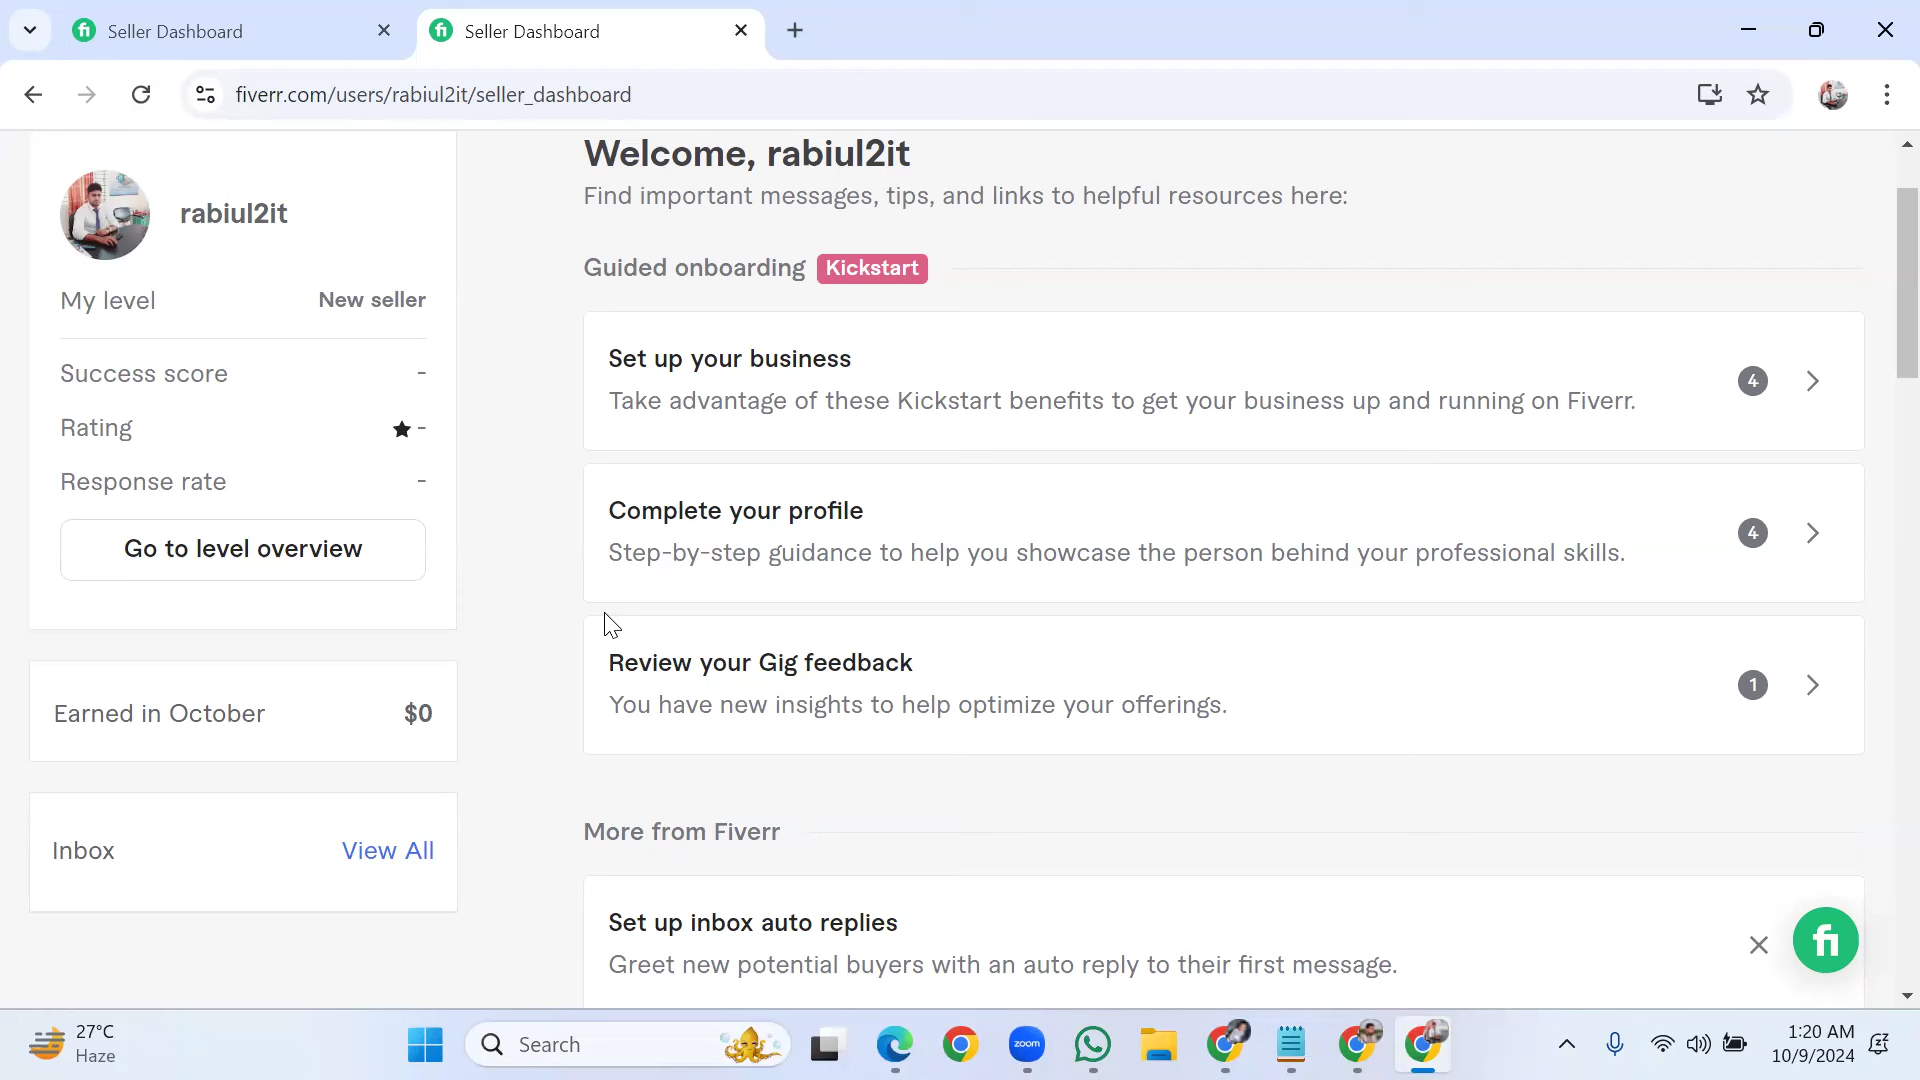 Seller Dashboard
Seller Dashboard
fiverr.com/users/rabiul2it/seller_dashboard
rabiul2it
My level New seller
Success score -
Rating ★ -
Response rate -
Go to level overview
Earned in October $0
Inbox View All
Welcome, rabiul2it
Find important messages, tips, and links to helpful resources here:
Guided onboarding Kickstart
Set up your business
Take advantage of these Kickstart benefits to get your business up and running on Fiverr.
4
Complete your profile
Step-by-step guidance to help you showcase the person behind your professional skills.
4
Review your Gig feedback
You have new insights to help optimize your offerings.
1
More from Fiverr
Set up inbox auto replies
Greet new potential buyers with an auto reply to their first message.
fi
27°C
Haze
Search
zoom
1:20 AM
10/9/2024